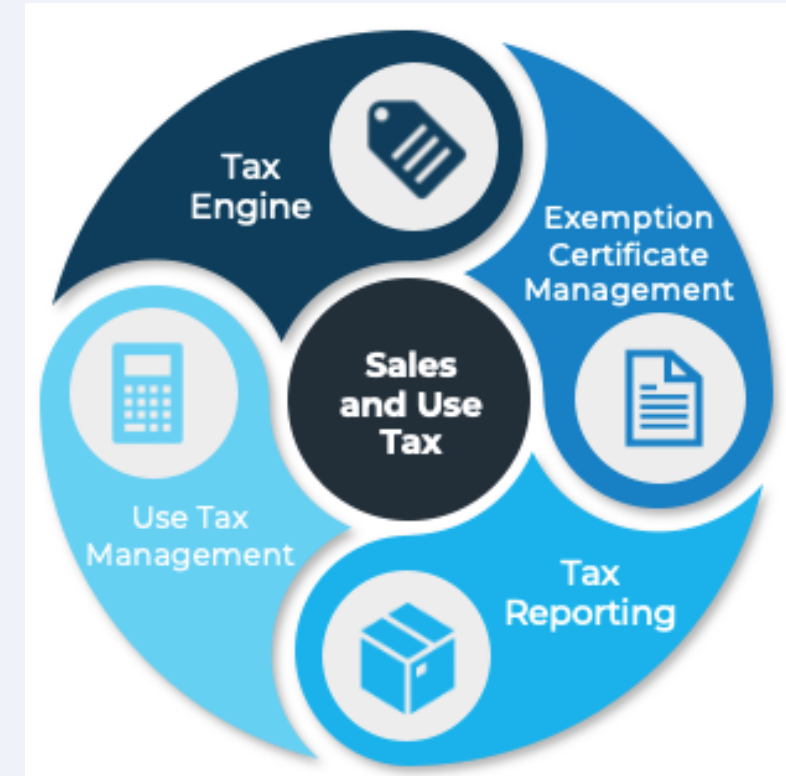 Tax
Engine
Exemption
Certificate
Management
Sales
and Use
Tax
Use Tax
Management
Tax
Reporting